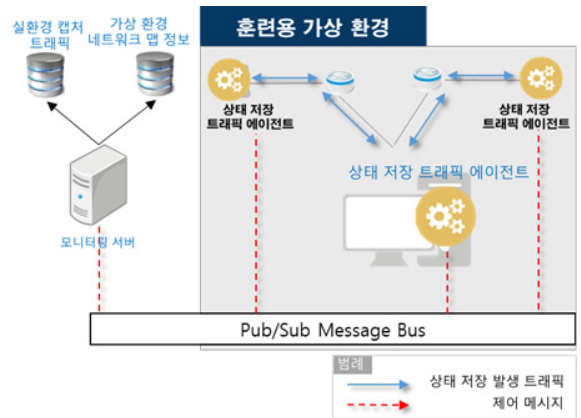 실환경 캡처
트래픽
가상 환경
네트워크 맵 정보
훈련용 가상 환경
상태 저장
트래픽 에이전트
상태 저장
트래픽 에이전트
상태 저장 트래픽 에이전트
모니터링 서버
Pub/Sub Message Bus
범례
상태 저장 발생 트래픽
제어 메시지